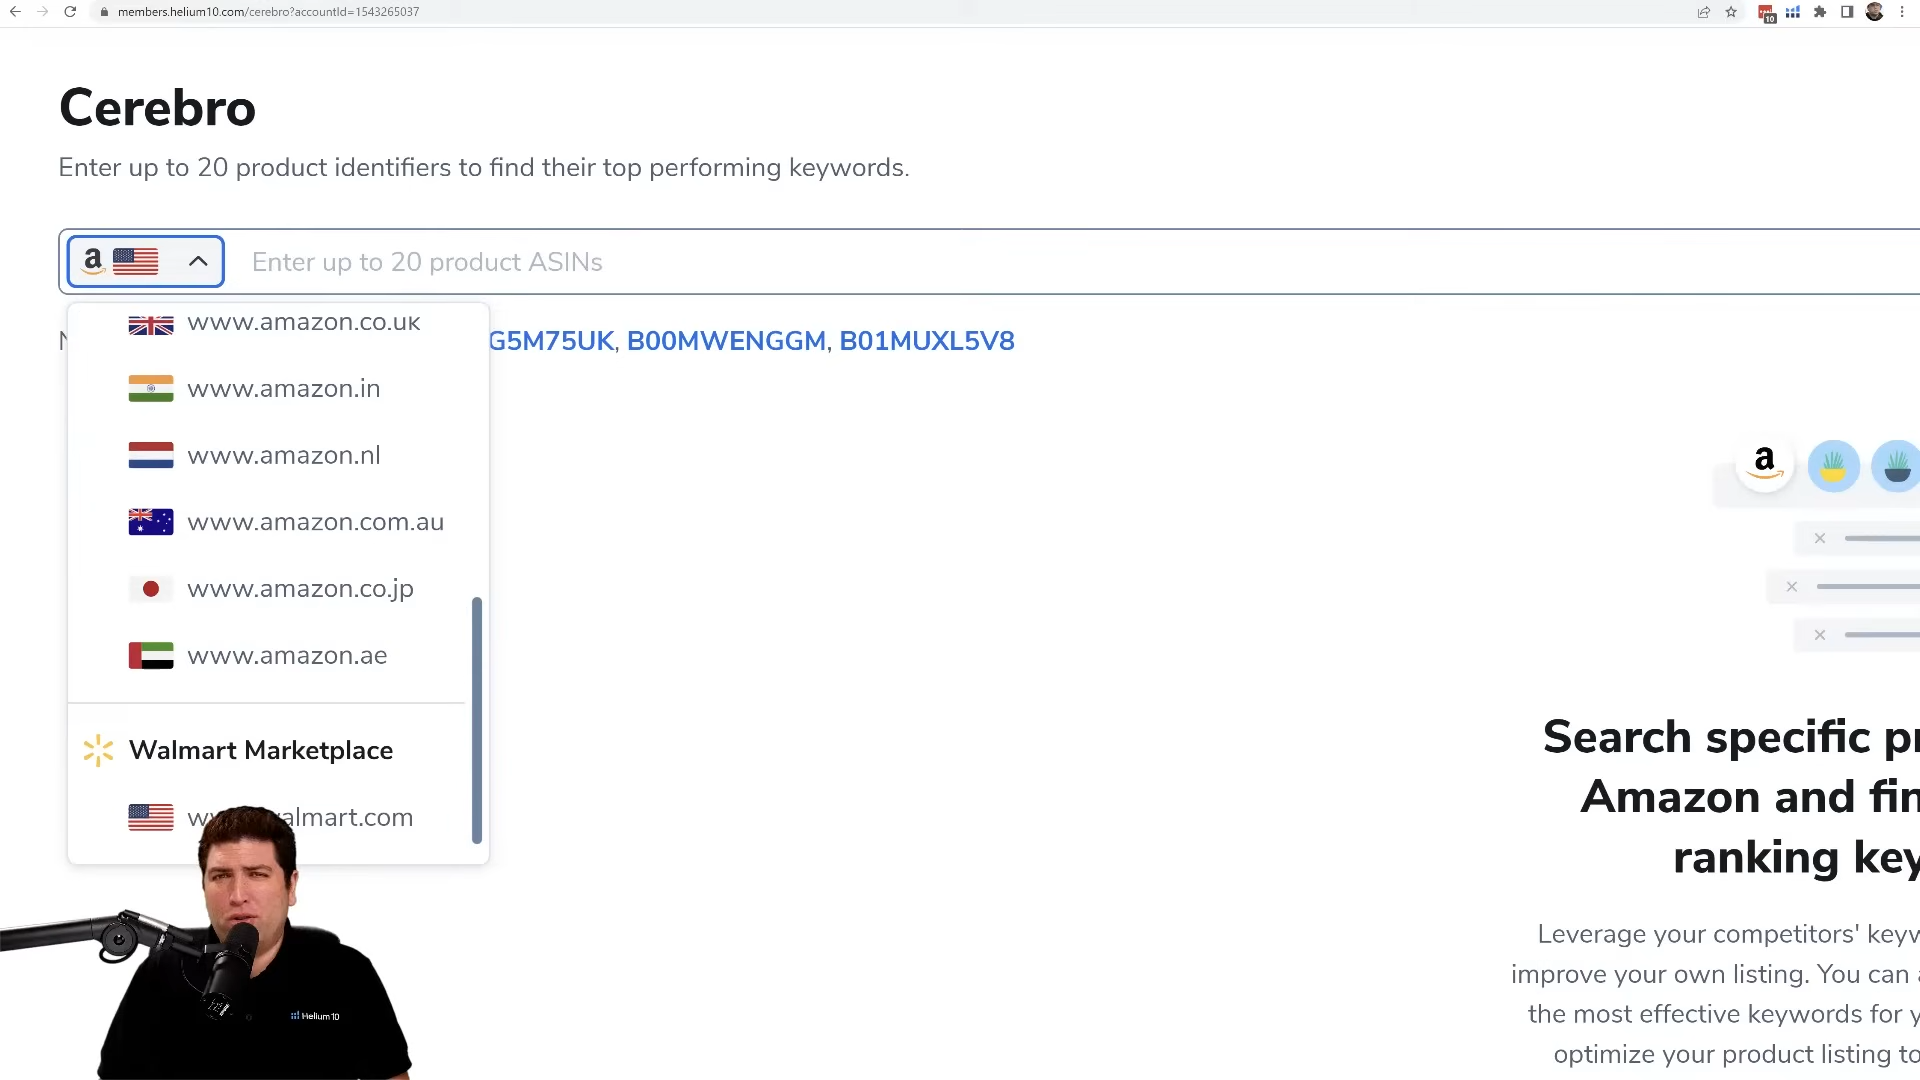 members.helium10.com/cerebro?accountId=1543265037
10
Cerebro
Enter up to 20 product identifiers to find their top performing keywords.
a
Enter up to 20 product ASINs
www.amazon.co.uk
G5M75UK, B00MWENGGM, B01MUXL5V8
www.amazon.in
www.amazon.nl
a
www.amazon.com.au
www.amazon.co.jp
www.amazon.ae
Walmart Marketplace
almart.com
Search specific pr
Amazon and fin
ranking key
Leverage your competitors' keyw
improve your own listing. You can a
the most effective keywords for y
optimize your product listing to
Helium10